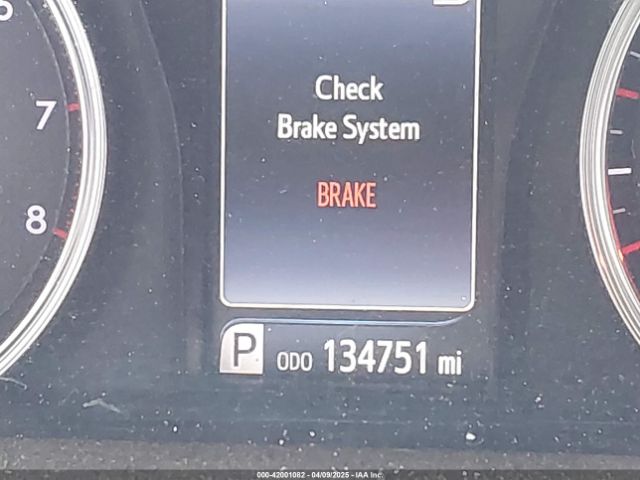 Check
Brake System
BRAKE
7
8
P ODO 134751 mi
000-42001082 - 04/09/2025 - IAA Inc.